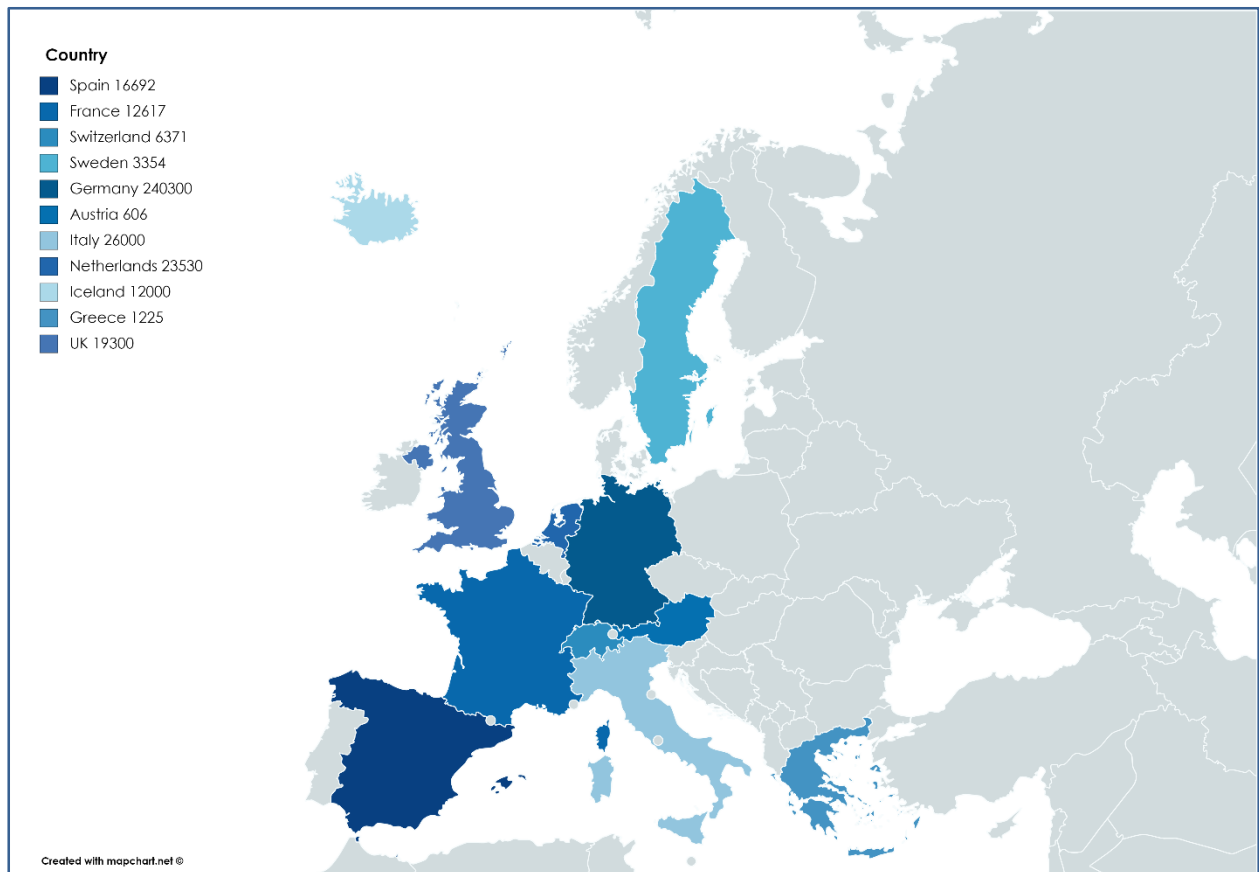 Country
Spain 16692
France 12617
Switzerland 6371
Sweden 3354
Germany 240300
Austria 606
Italy 26000
Netherlands 23530
Iceland 12000
Greece 1225
UK 19300
Created with mapchart.net ©